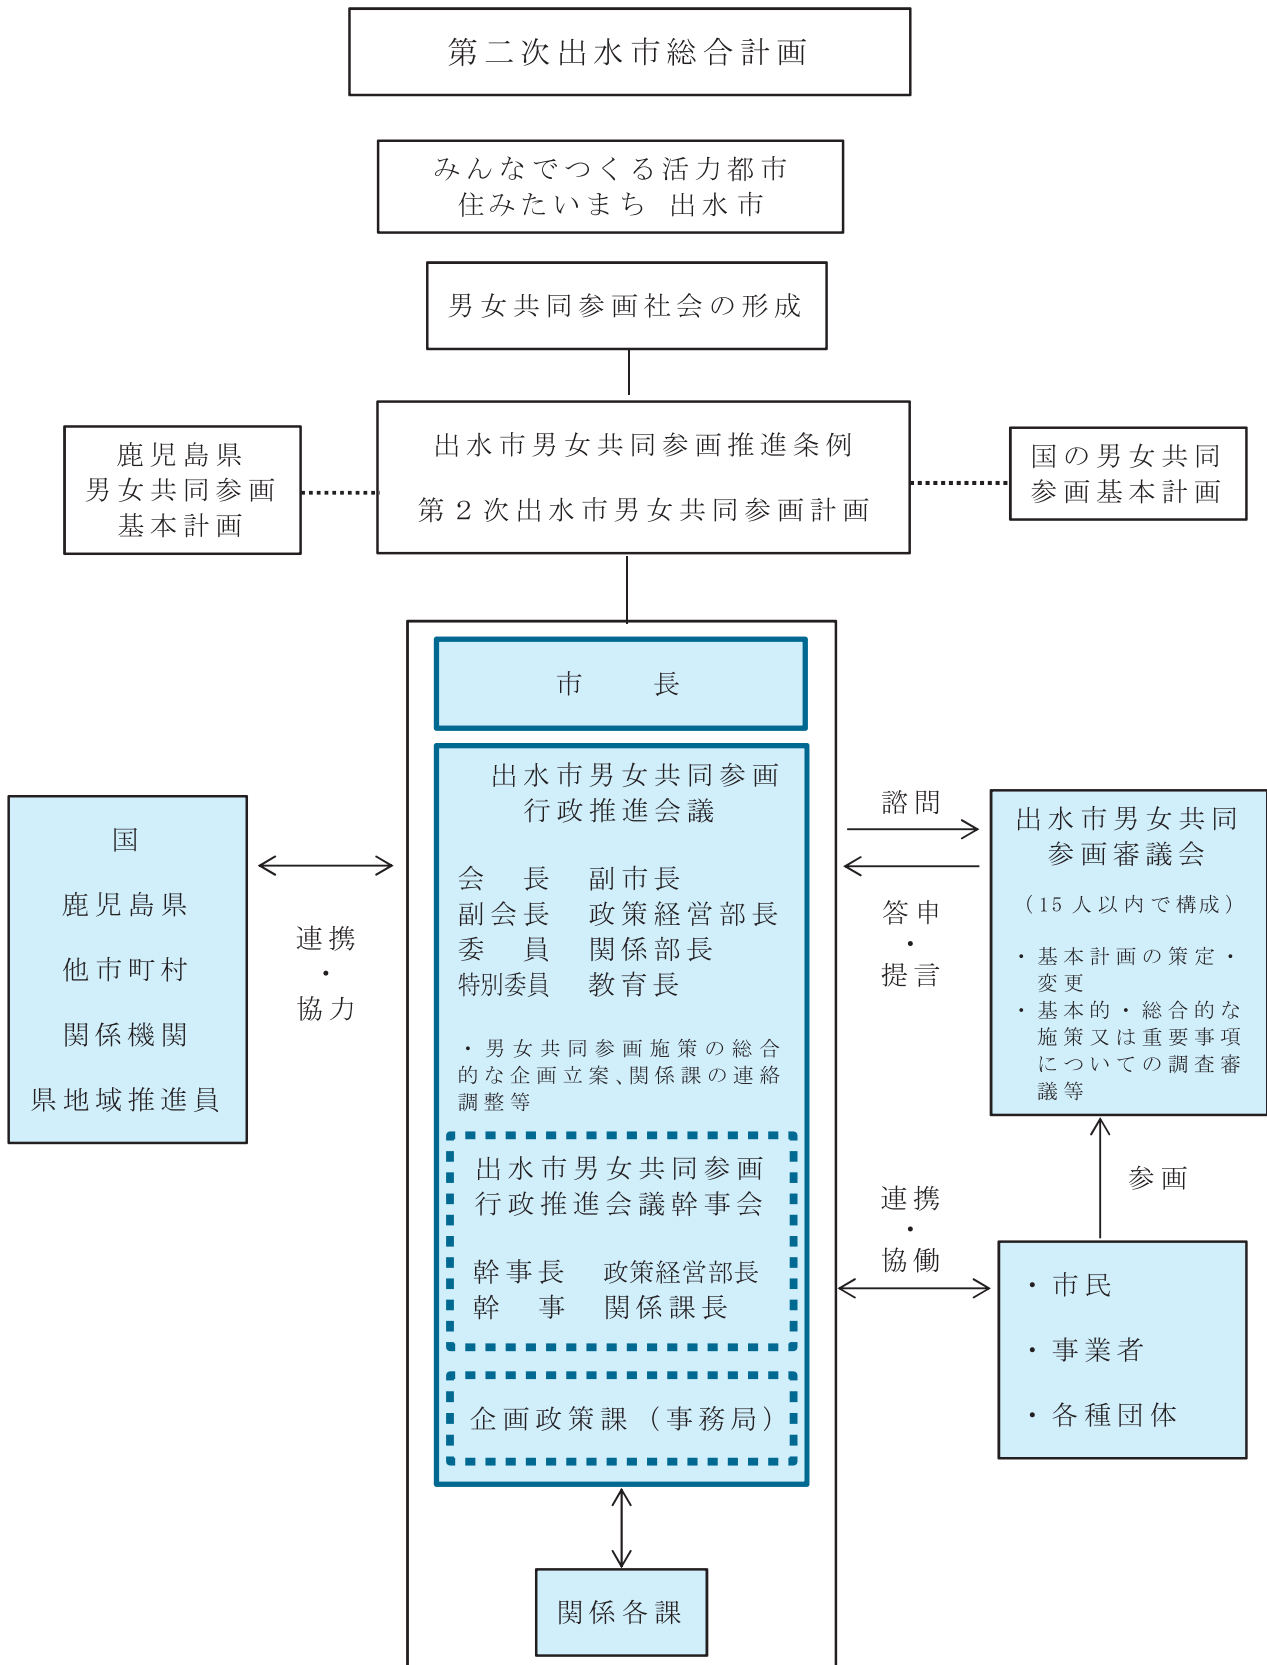 第二次出水市総合計画
みんなでつくる活力都市
住みたいまち 出水市
男女共同参画社会の形成
鹿児島県
男女共同参画
基本計画
出水市男女共同参画推進条例
第２次出水市男女共同参画計画
国の男女共同
参画基本計画
市 長
出水市男女共同参画
行政推進会議
会 長 副市長
副会長 政策経営部長
委 員 関係部長
特別委員 教育長
・男女共同参画施策の総合
的な企画立案、関係課の連絡
調整等
出水市男女共同参画
行政推進会議幹事会
幹事長 政策経営部長
幹 事 関係課長
企画政策課（事務局）
関係各課
国
鹿児島県
他市町村
関係機関
県地域推進員
連携
・
協力
諮問
答申
・
提言
出水市男女共同
参画審議会
（15人以内で構成）
・基本計画の策定・
変更
・基本的・総合的な
施策又は重要事項
についての調査審
議等
参画
連携
・
協働
・市民
・事業者
・各種団体